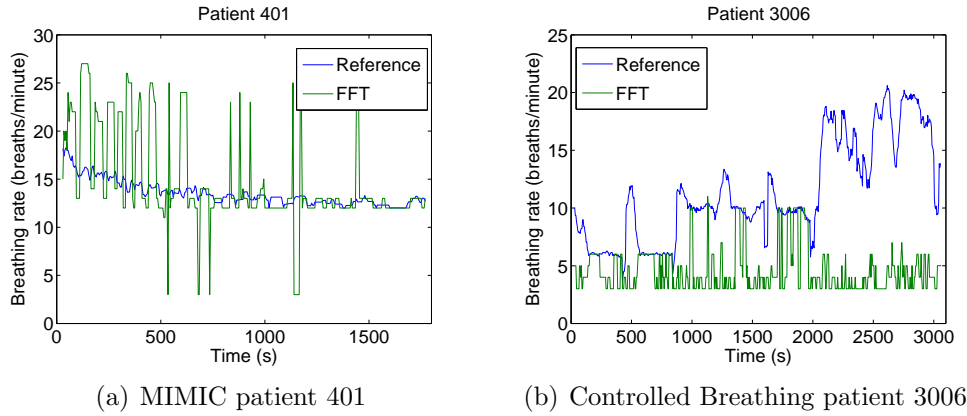 Patient 401
Breathing rate (breaths/minute)
30
25
20
15
10
5
0
0
500
1000
1500
Time (s)
Reference
FFT
(a) MIMIC patient 401
Patient 3006
Breathing rate (breaths/minute)
25
20
15
10
5
0
0
500
1000
1500
2000
2500
3000
Time (s)
Reference
FFT
(b) Controlled Breathing patient 3006